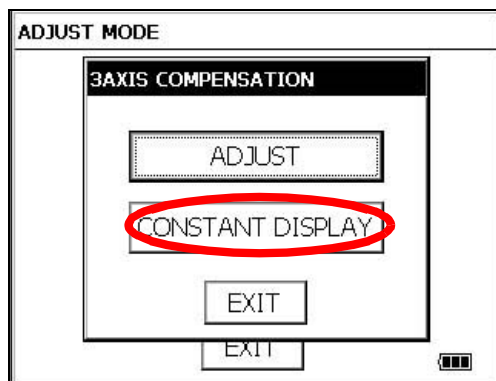 ADJUST MODE
3AXIS COMPENSATION
ADJUST
CONSTANT DISPLAY
EXIT
EXIT